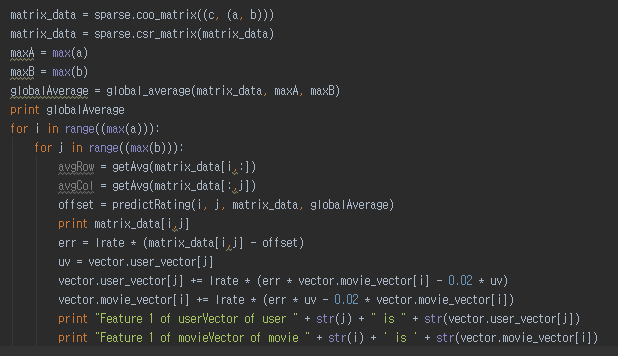 matrix_data = sparse.coo_matrix((c, (a, b)))
matrix_data = sparse.csr_matrix(matrix_data)
maxA = max(a)
maxB = max(b)
globalAverage = global_average(matrix_data, maxA, maxB)
print globalAverage
for i in range((max(a))):
    for j in range((max(b))):
        avgRow = getAvg(matrix_data[i,:])
        avgCol = getAvg(matrix_data[:,j])
        offset = predictRating(i, j, matrix_data, globalAverage)
        print matrix_data[i,j]
        err = lrate * (matrix_data[i,j] - offset)
        uv = vector.user_vector[j]
        vector.user_vector[j] += lrate * (err * vector.movie_vector[i] - 0.02 * uv)
        vector.movie_vector[i] += lrate * (err * uv - 0.02 * vector.movie_vector[i])
        print "Feature 1 of userVector of user " + str(j) + " is " + str(vector.user_vector[j])
        print "Feature 1 of movieVector of movie " + str(i) + ' is ' + str(vector.movie_vector[i])